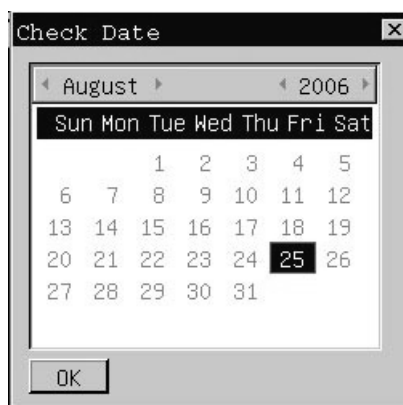 Check Date
August 2006
Sun Mon Tue Wed Thu Fri Sat
1 2 3 4 5
6 7 8 9 10 11 12
13 14 15 16 17 18 19
20 21 22 23 24 25 26
27 28 29 30 31
OK